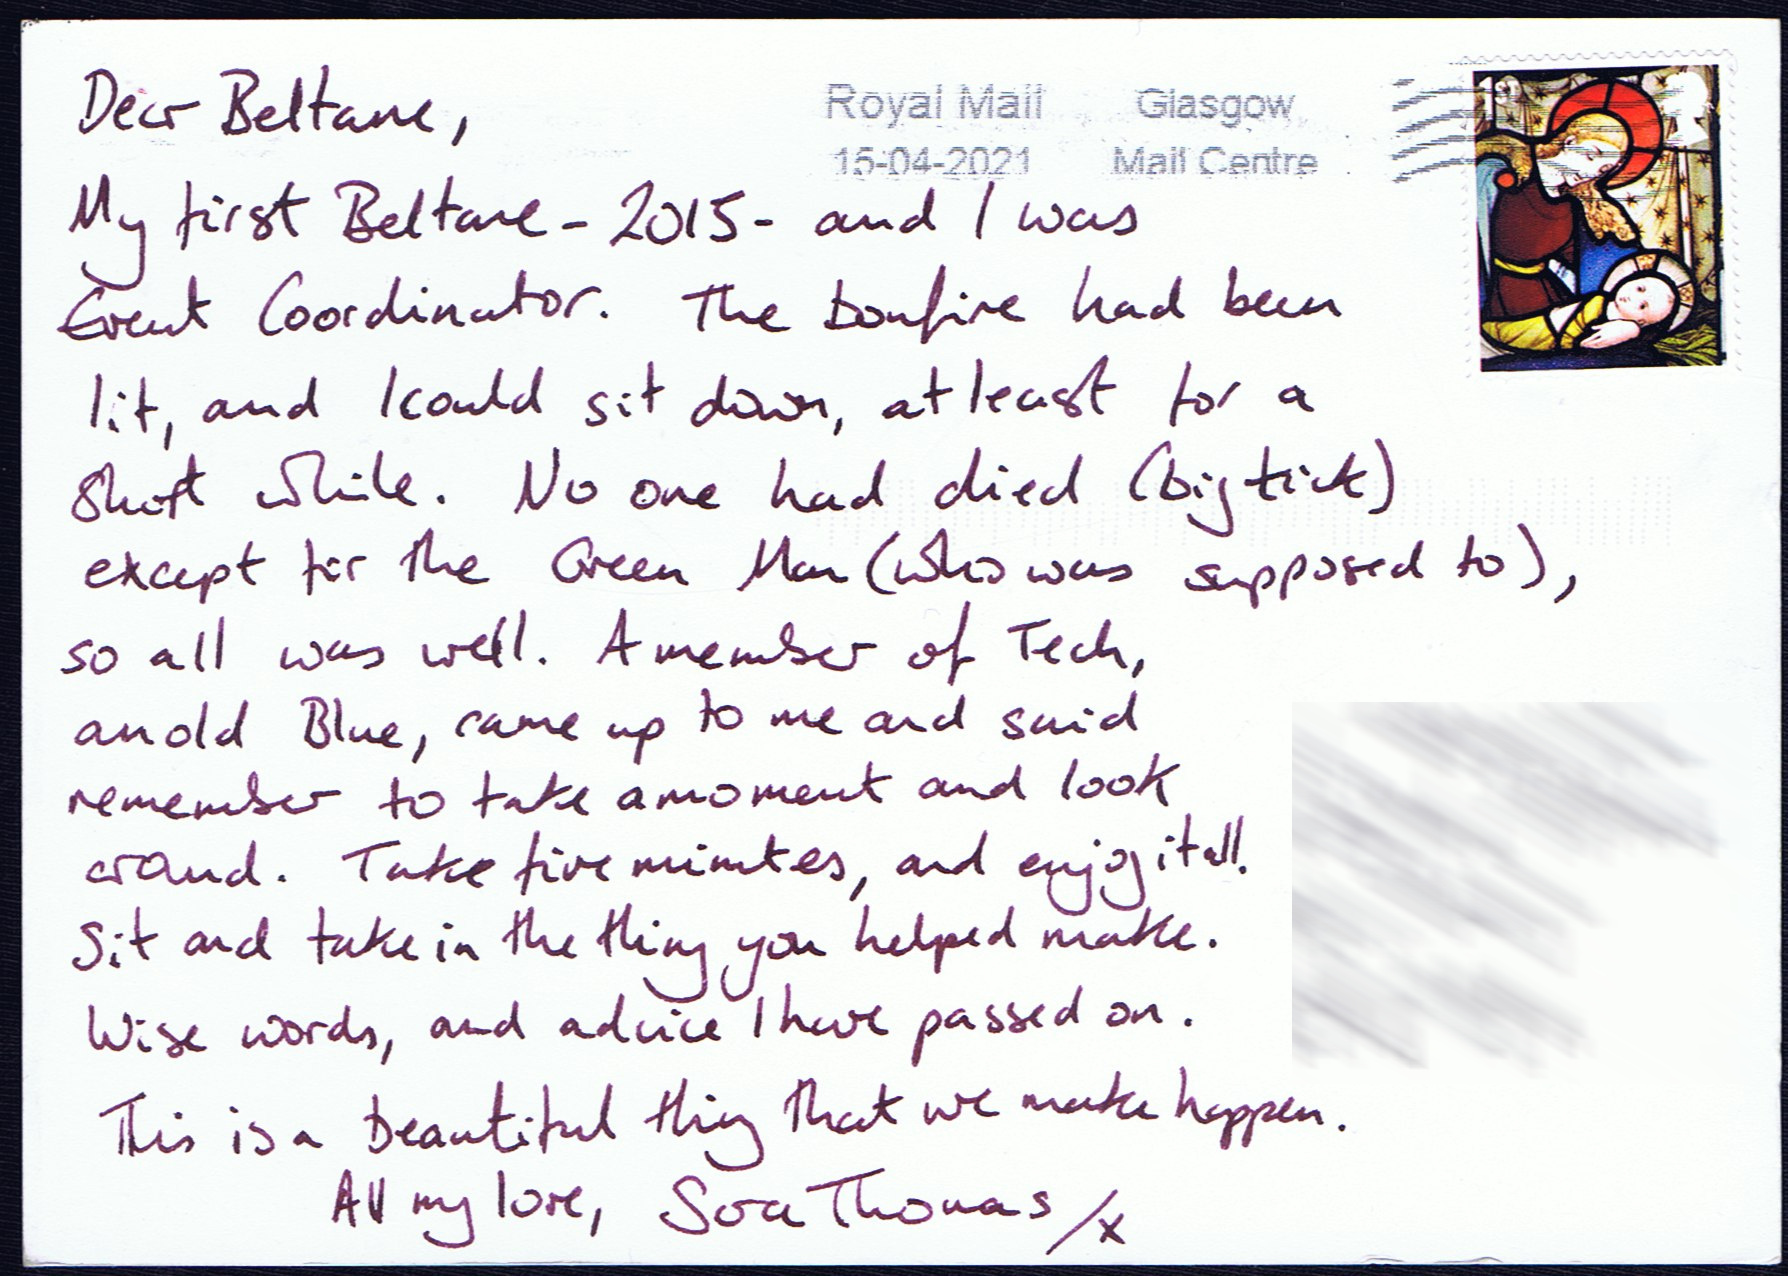 Dear Beltane,
Royal Mail Glasgow
15-04-2021 Mail Centre
My first Beltane - 2015 - and I was
Event Coordinator. The bonfire had been
lit, and I could sit down, at least for a
short while. No one had died (big tick)
except for the Green Man (who was supposed to),
so all was well. A member of Tech,
an old Blue, came up to me and said
remember to take a moment and look
around. Take five minutes, and enjoy it all.
Sit and take in the thing you helped make.
Wise words, and advice I have passed on.
This is a beautiful thing that we make happen.
All my love, Sora Thomas /x